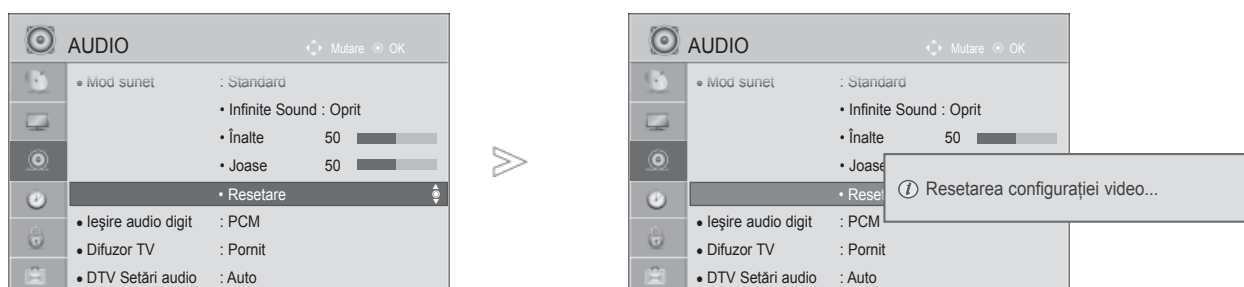 AUDIO Mutare OK
• Mod sunet : Standard
• Infinite Sound : Oprit
• Înalte 50
• Joase 50
• Resetare
• Ieşire audio digit : PCM
• Difuzor TV : Pornit
• DTV Setări audio : Auto
AUDIO Mutare OK
• Mod sunet : Standard
• Infinite Sound : Oprit
• Înalte 50
• Joase
• Reset
i Resetarea configuraţiei video...
• Ieşire audio digit : PCM
• Difuzor TV : Pornit
• DTV Setări audio : Auto